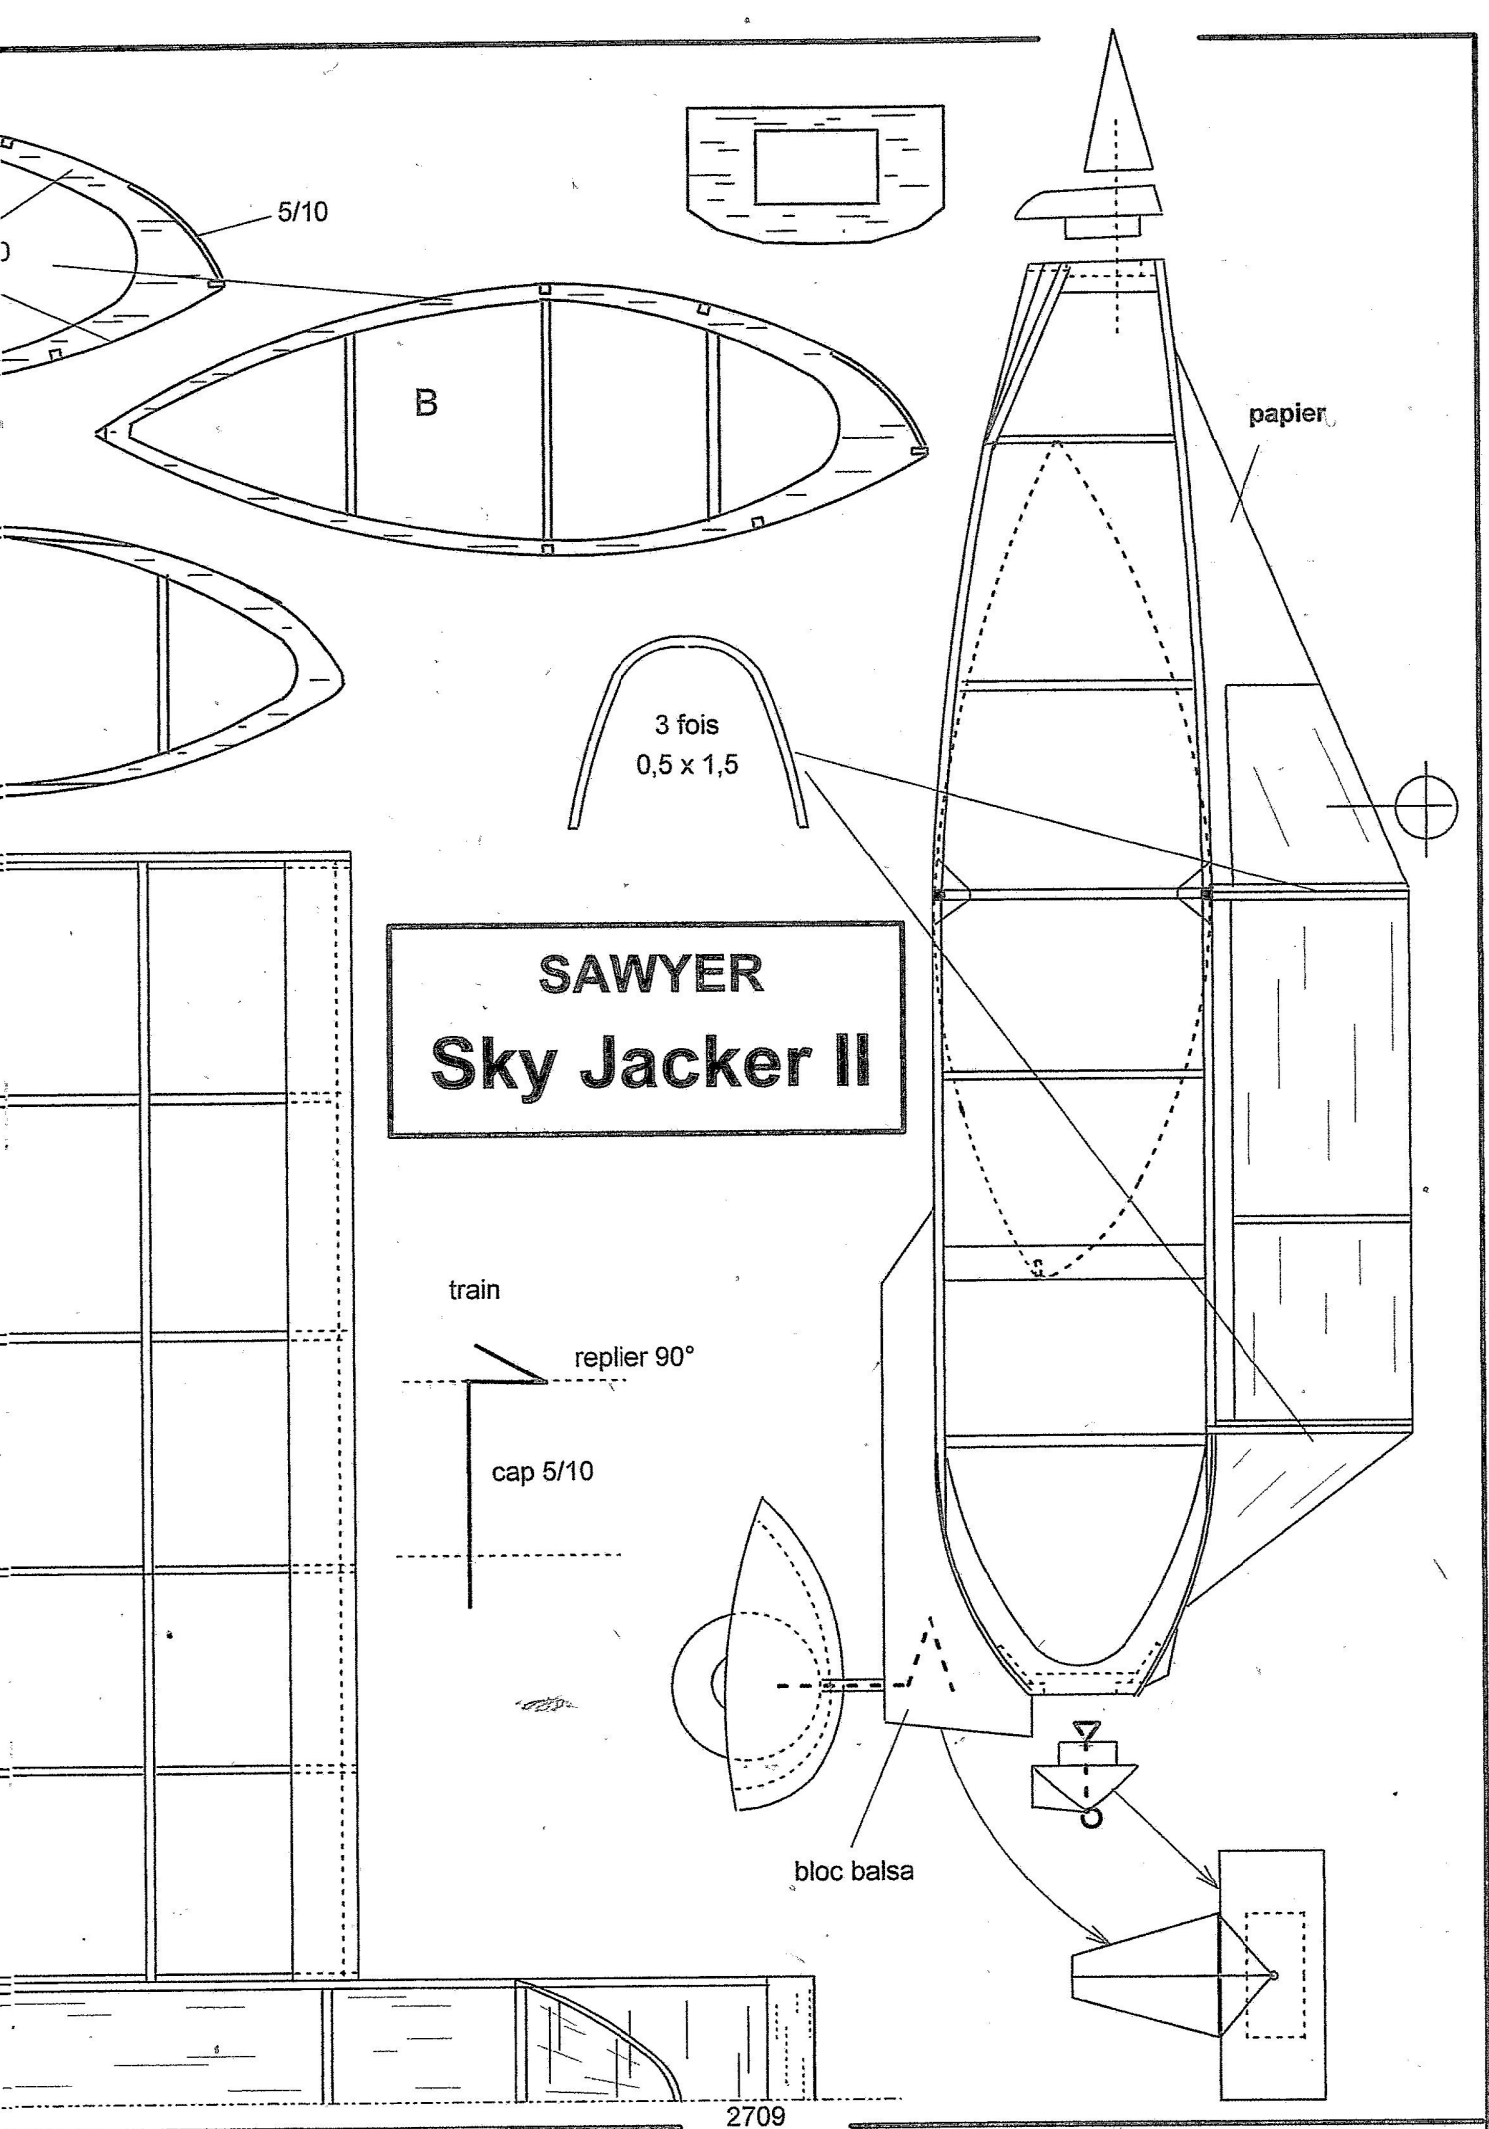 5/10
B
papier
3 fois
0,5 x 1,5
SAWYER
Sky Jacker II
train
replier 90°
cap 5/10
bloc balsa
2709